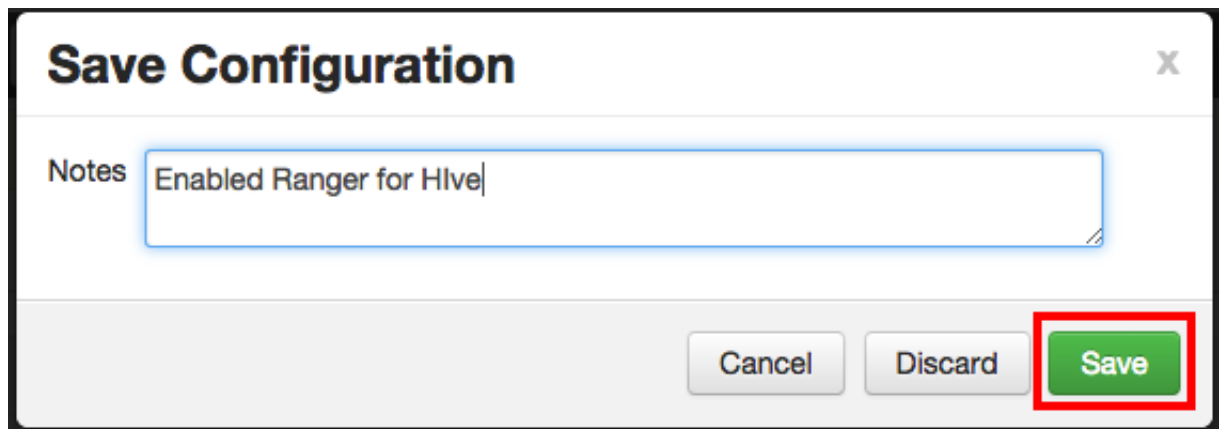 Save Configuration
x
Notes
Enabled Ranger for HIve
Cancel
Discard
Save